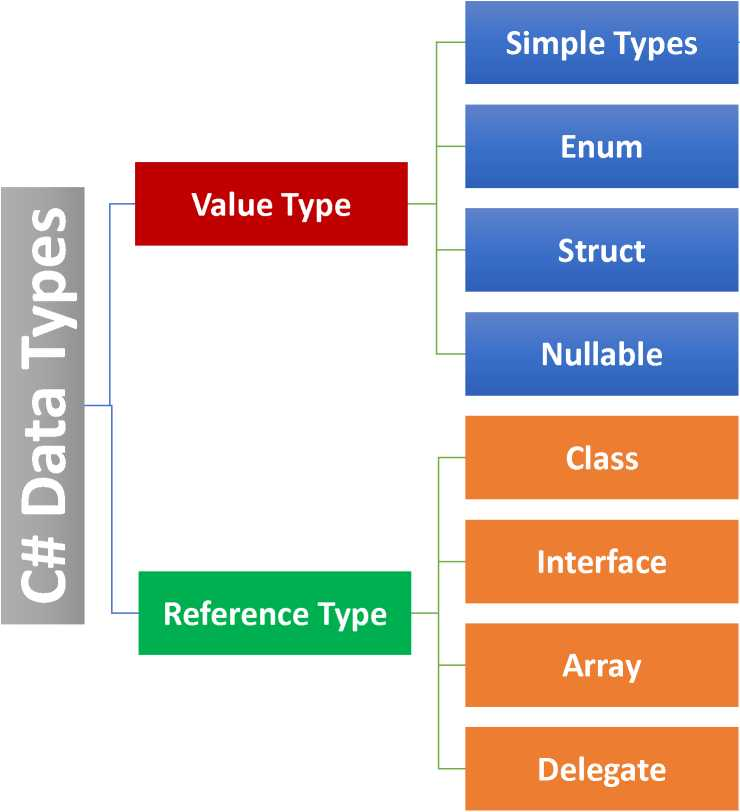 C# Data Types
Value Type
Simple Types
Enum
Struct
Nullable
Reference Type
Class
Interface
Array
Delegate